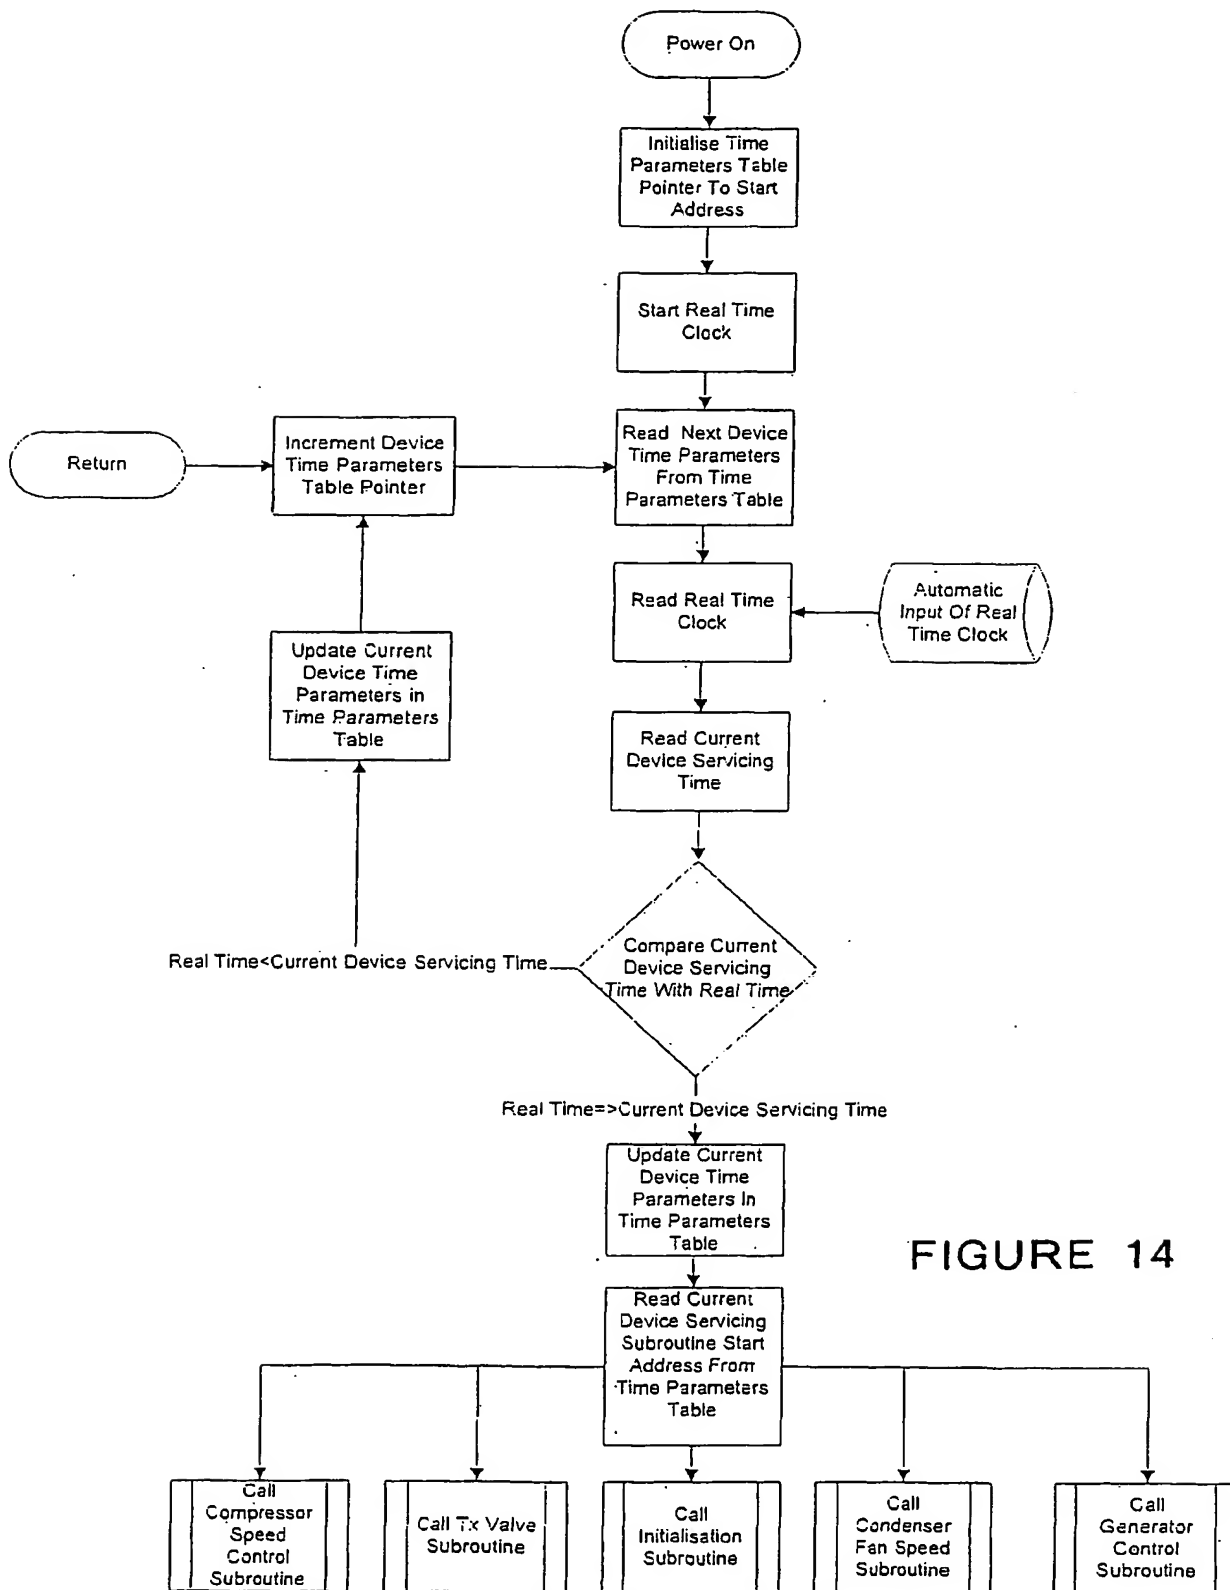 Power On
Initialise Time
Parameters Table
Pointer To Start
Address
Start Real Time
Clock
Return
Increment Device
Time Parameters
Table Pointer
Read Next Device
Time Parameters
From Time
Parameters Table
Read Real Time
Clock
Automatic
Input Of Real
Time Clock
Update Current
Device Time
Parameters in
Time Parameters
Table
Read Current
Device Servicing
Time
Compare Current
Device Servicing
Time With Real Time
Real Time<Current Device Servicing Time
Real Time=>Current Device Servicing Time
Update Current
Device Time
Parameters In
Time Parameters
Table
FIGURE 14
Read Current
Device Servicing
Subroutine Start
Address From
Time Parameters
Table
Call
Compressor
Speed
Control
Subroutine
Call Tx Valve
Subroutine
Call
Initialisation
Subroutine
Call
Condenser
Fan Speed
Subroutine
Call
Generator
Control
Subroutine